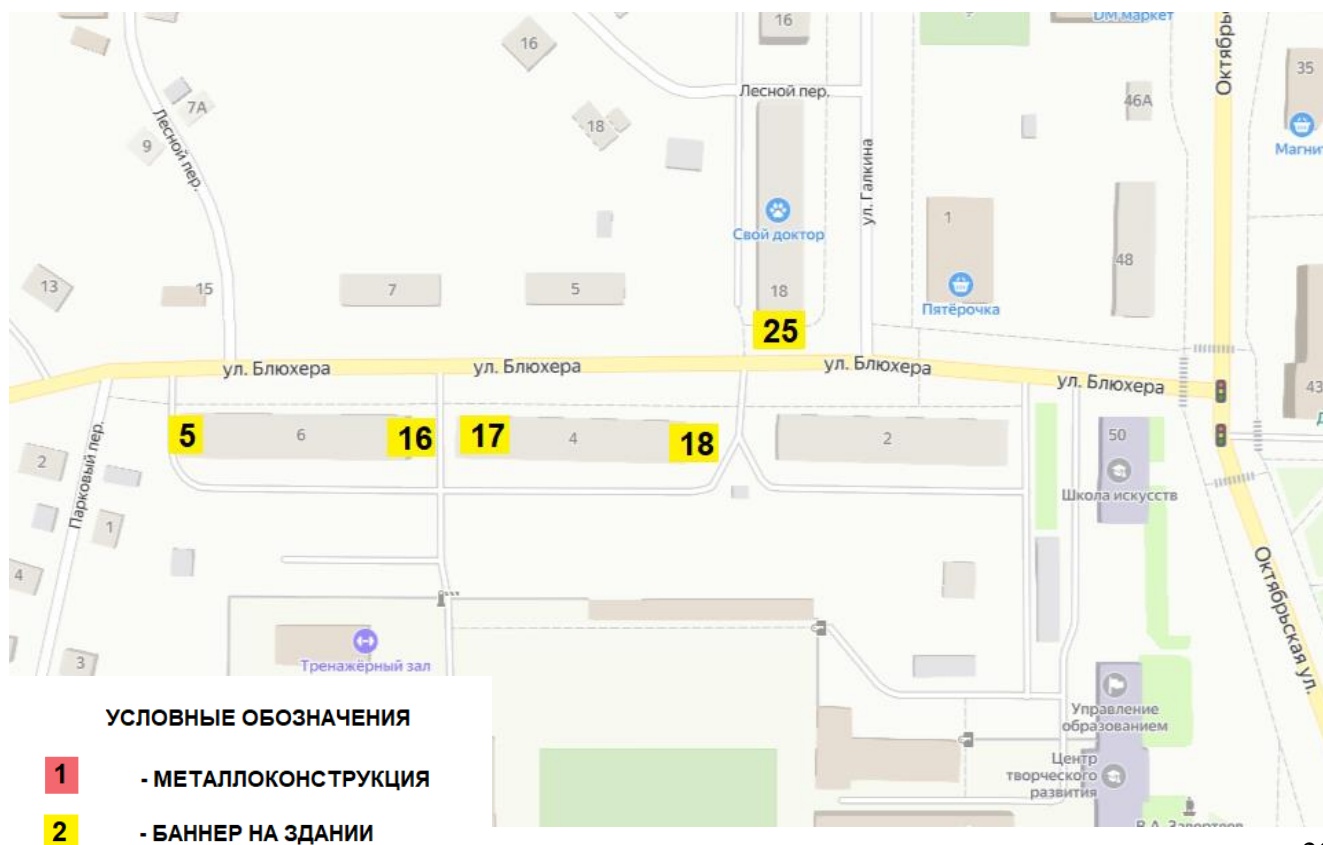 16
DM маркет
Октябрь
16
35
Лесной пер.
46А
7А
18
Магнит
9
Лесной пер.
ул. Галкина
1
Свой доктор
48
13
15
7
5
18
Пятёрочка
25
ул. Блюхера
ул. Блюхера
ул. Блюхера
ул. Блюхера
43
5
6
16
17
4
18
2
50
2
Парковый пер.
Школа искусств
1
4
Октябрьская ул.
3
Тренажёрный зал
Управление
образованием
Центр
творческого
развития
УСЛОВНЫЕ ОБОЗНАЧЕНИЯ
1 - МЕТАЛЛОКОНСТРУКЦИЯ
2 - БАННЕР НА ЗДАНИИ